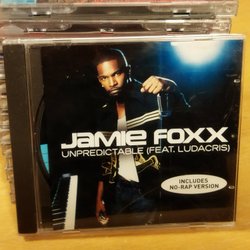 JAMIE FOXX
UNPREDICTABLE (FEAT. LUDACRIS)
INCLUDES
NO-RAP VERSION